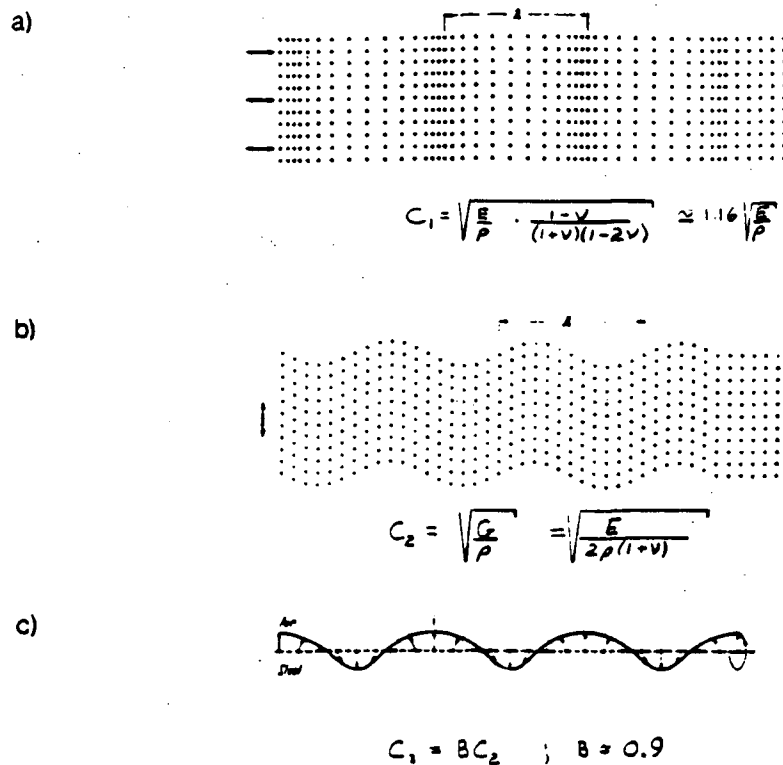 a)
λ
C₁ = √(E/ρ · (1-ν)/((1+ν)(1-2ν))) ≃ 1.16 √(E/ρ)
b)
λ
C₂ = √(G/ρ) = √(E/(2ρ(1+ν)))
c)
Air
Steel
C₃ = BC₂ ; B ≈ 0.9